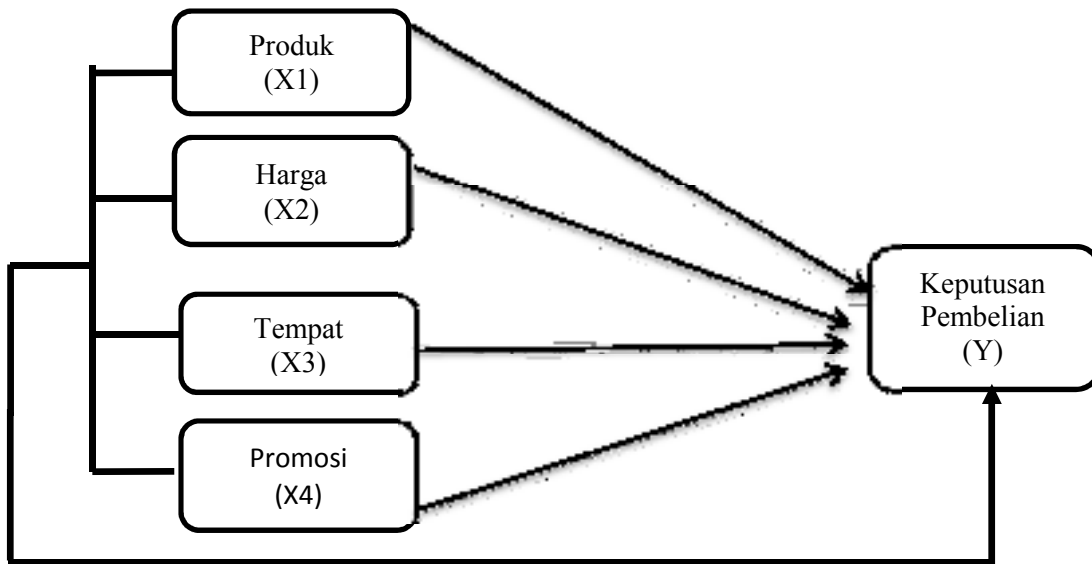 Produk
(X1)
Harga
(X2)
Tempat
(X3)
Promosi
(X4)
Keputusan
Pembelian
(Y)